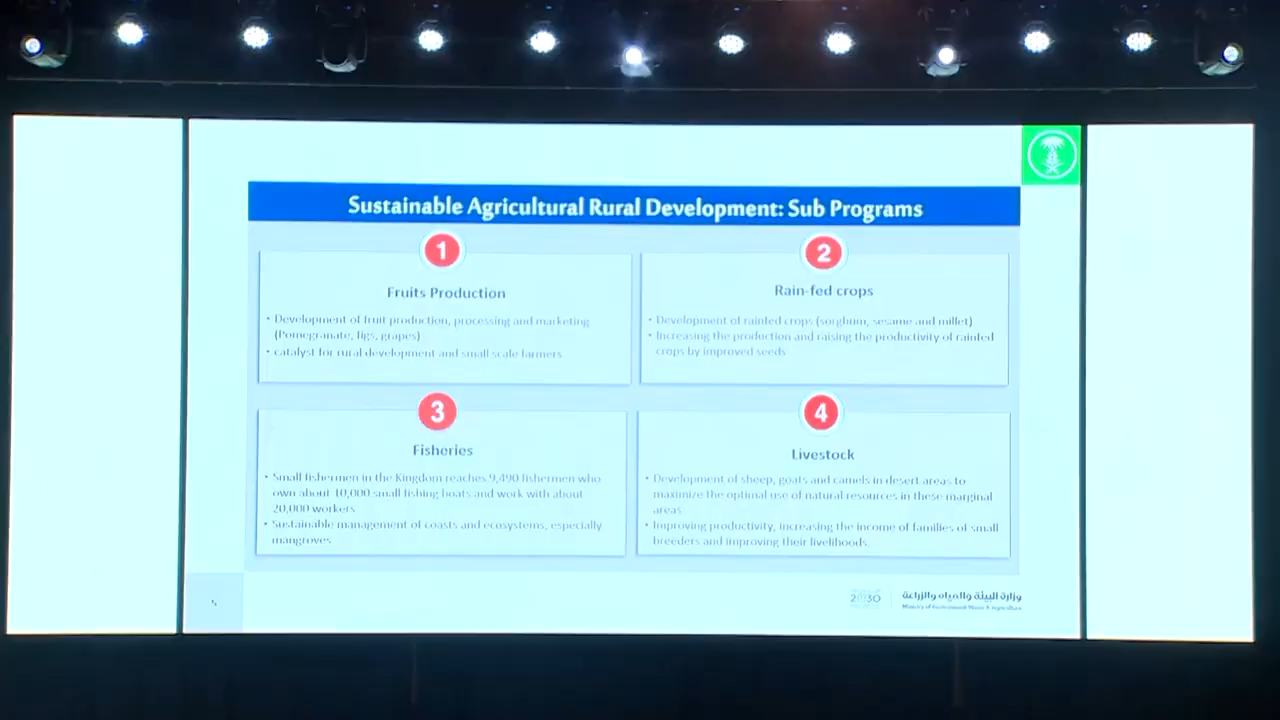 Sustainable Agricultural Rural Development: Sub Programs
1
Fruits Production
• Development of fruit production, processing and marketing
(Pomegranate, figs, grapes)
• catalyst for rural development and small scale farmers
2
Rain-fed crops
• Development of rainfed crops (sorghum, sesame and millet)
• Increasing the production and raising the productivity of rainfed
crops by improved seeds
3
Fisheries
• Small fishermen in the Kingdom reaches 9,490 fishermen who
own about 10,000 small fishing boats and work with about
20,000 workers
• Sustainable management of coasts and ecosystems, especially
mangroves
4
Livestock
• Development of sheep, goats and camels in desert areas to
maximize the optimal use of natural resources in these marginal
areas
• Improving productivity, increasing the income of families of small
breeders and improving their livelihoods.
2030
وزارة البيئة والمياه والزراعة
Ministry of Environment Water & Agriculture